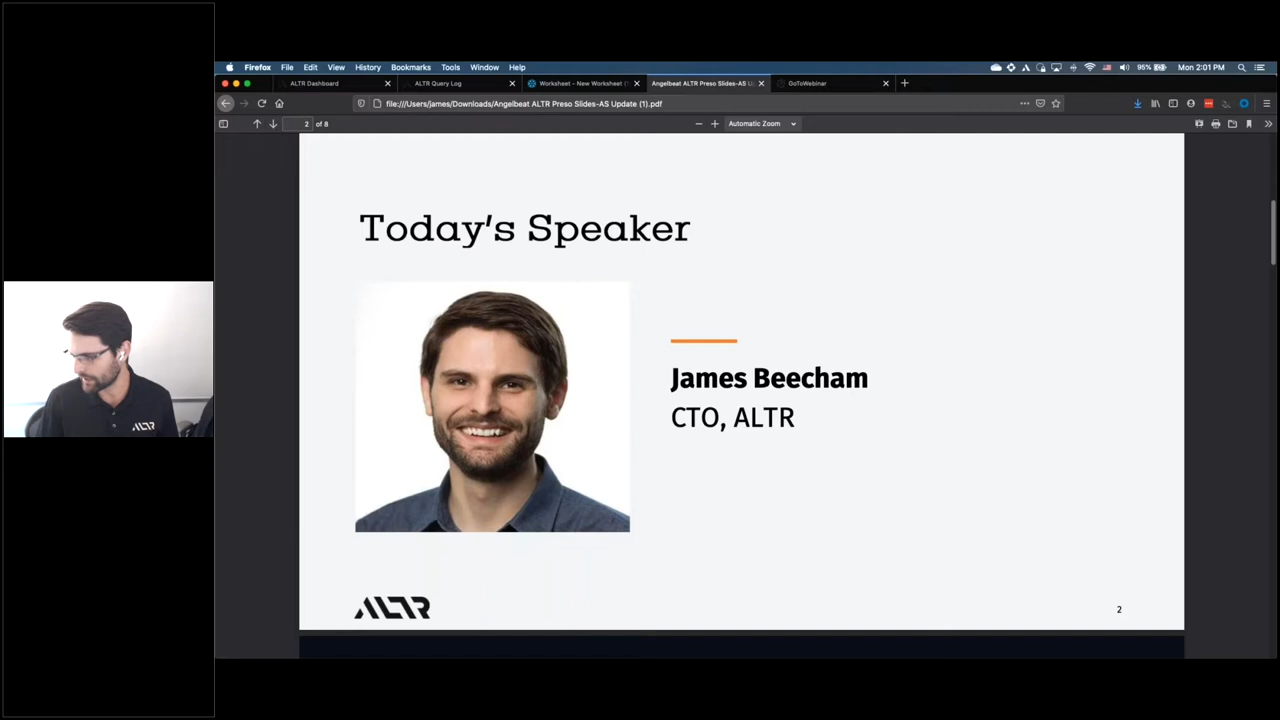 Firefox File Edit View History Bookmarks Tools Window Help 95% Mon 2:01 PM
ALTR Dashboard ALTR Query Log Worksheet - New Worksheet ( Angelbeat ALTR Preso Slides-AS U GoToWebinar
file:///Users/james/Downloads/Angelbeat ALTR Preso Slides-AS Update (1).pdf
2 of 8 Automatic Zoom
Today's Speaker
James Beecham
CTO, ALTR
ALTR
ALTR
2